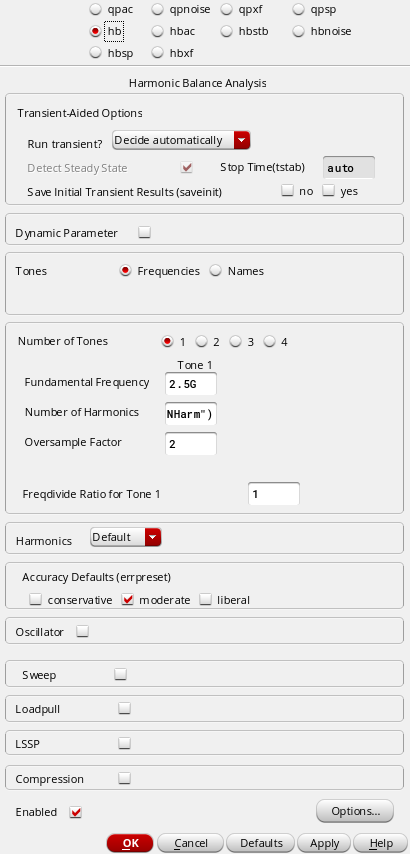 qpac qpnoise qpxf qpsp
hb hbac hbstb hbnoise
hbsp hbxf
Harmonic Balance Analysis
Transient-Aided Options
Run transient? Decide automatically
Detect Steady State Stop Time(tstab) auto
Save Initial Transient Results (saveinit) no yes
Dynamic Parameter
Tones Frequencies Names
Number of Tones 1 2 3 4
Tone 1
Fundamental Frequency 2.5G
Number of Harmonics NHarm")
Oversample Factor 2
Freqdivide Ratio for Tone 1 1
Harmonics Default
Accuracy Defaults (errpreset)
conservative moderate liberal
Oscillator
Sweep
Loadpull
LSSP
Compression
Enabled Options...
OK Cancel Defaults Apply Help